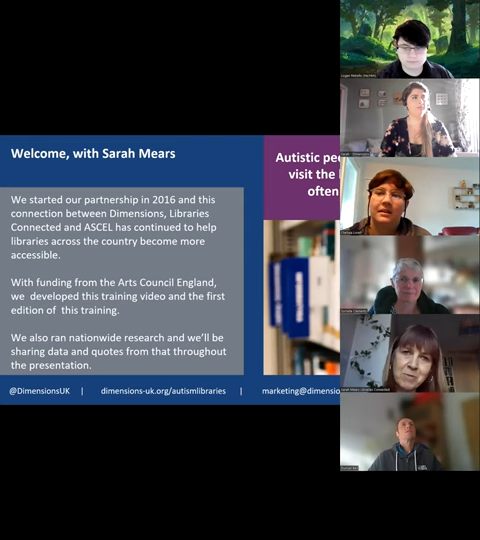 Welcome, with Sarah Mears
We started our partnership in 2016 and this
connection between Dimensions, Libraries
Connected and ASCEL has continued to help
libraries across the country become more
accessible.
With funding from the Arts Council England,
we developed this training video and the first
edition of this training.
We also ran nationwide research and we'll be
sharing data and quotes from that throughout
the presentation.
Autistic
visit the
often
@DimensionsUK | dimensions-uk.org/autismlibraries | marketing@dimensio